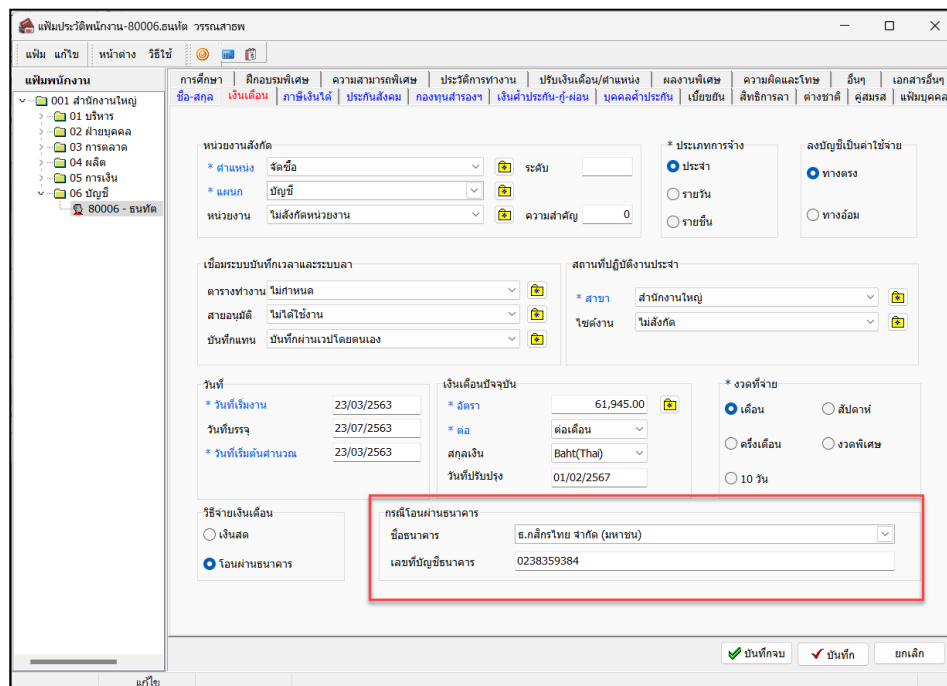 แฟ้มประวัติพนักงาน-80006.ธนทัต วรรณสาธพ
แฟ้ม แก้ไข หน้าต่าง วิธีใช้
แฟ้มพนักงาน
001 สำนักงานใหญ่
01 บริหาร
02 ฝ่ายบุคคล
03 การตลาด
04 ผลิต
05 การเงิน
06 บัญชี
80006 - ธนทัต
การศึกษา ฝึกอบรมพิเศษ ความสามารถพิเศษ ประวัติการทำงาน ปรับเงินเดือน/ตำแหน่ง ผลงานพิเศษ ความผิดและโทษ อื่นๆ เอกสารอื่นๆ
ชื่อ-สกุล เงินเดือน ภาษีเงินได้ ประกันสังคม กองทุนสำรองฯ เงินค้ำประกัน-กู้-ผ่อน บุคคลค้ำประกัน เบี้ยขยัน สิทธิการลา ต่างชาติ คู่สมรส แฟ้มบุคคล
หน่วยงานสังกัด
* ตำแหน่ง จัดซื้อ ระดับ
* แผนก บัญชี
หน่วยงาน ไม่สังกัดหน่วยงาน ความสำคัญ 0
* ประเภทการจ้าง
ประจำ
รายวัน
รายชิ้น
ลงบัญชีเป็นค่าใช้จ่าย
ทางตรง
ทางอ้อม
เชื่อมระบบบันทึกเวลาและระบบลา
ตารางทำงาน ไม่กำหนด
สายอนุมัติ ไม่ได้ใช้งาน
บันทึกแทน บันทึกผ่านเวปโดยตนเอง
สถานที่ปฏิบัติงานประจำ
* สาขา สำนักงานใหญ่
ไซด์งาน ไม่สังกัด
วันที่
* วันที่เริ่มงาน 23/03/2563
วันที่บรรจุ 23/07/2563
* วันที่เริ่มต้นคำนวณ 23/03/2563
เงินเดือนปัจจุบัน
* อัตรา 61,945.00
* ต่อ ต่อเดือน
สกุลเงิน Baht(Thai)
วันที่ปรับปรุง 01/02/2567
* งวดที่จ่าย
เดือน สัปดาห์
ครึ่งเดือน งวดพิเศษ
10 วัน
วิธีจ่ายเงินเดือน
เงินสด
โอนผ่านธนาคาร
กรณีโอนผ่านธนาคาร
ชื่อธนาคาร ธ.กสิกรไทย จำกัด (มหาชน)
เลขที่บัญชีธนาคาร 0238359384
บันทึกจบ บันทึก ยกเลิก
แก้ไข